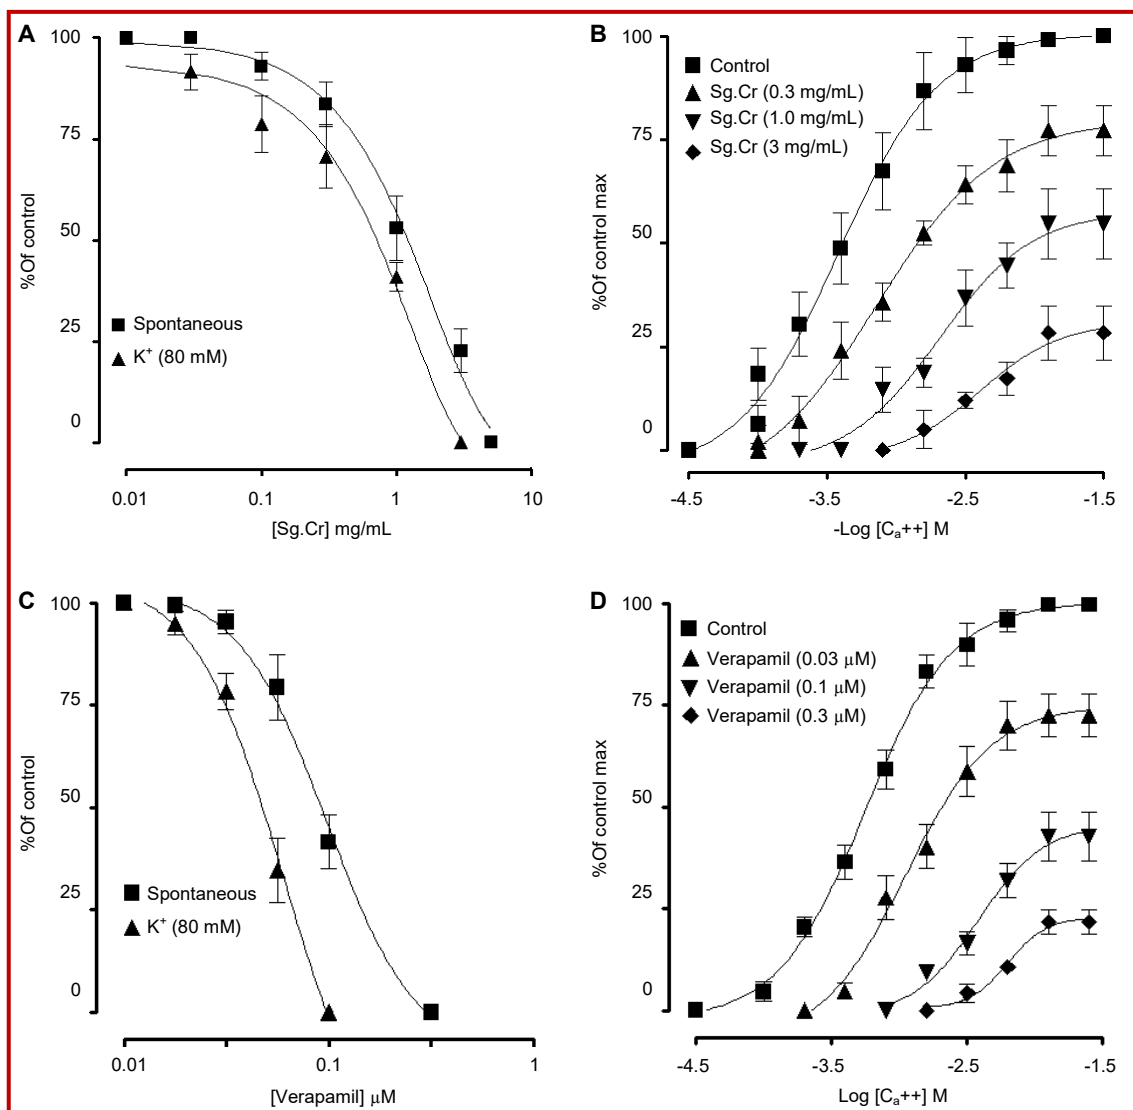 A
100
75
50
25
0
%Of control
Spontaneous
K⁺ (80 mM)
0.01
0.1
1
10
[Sg.Cr] mg/mL
B
100
75
50
25
0
%Of control max
Control
Sg.Cr (0.3 mg/mL)
Sg.Cr (1.0 mg/mL)
Sg.Cr (3 mg/mL)
-4.5
-3.5
-2.5
-1.5
-Log [Cₐ++] M
C
100
75
50
25
0
%Of control
Spontaneous
K⁺ (80 mM)
0.01
0.1
1
[Verapamil] μM
D
100
75
50
25
0
%Of control max
Control
Verapamil (0.03 μM)
Verapamil (0.1 μM)
Verapamil (0.3 μM)
-4.5
-3.5
-2.5
-1.5
Log [Cₐ++] M